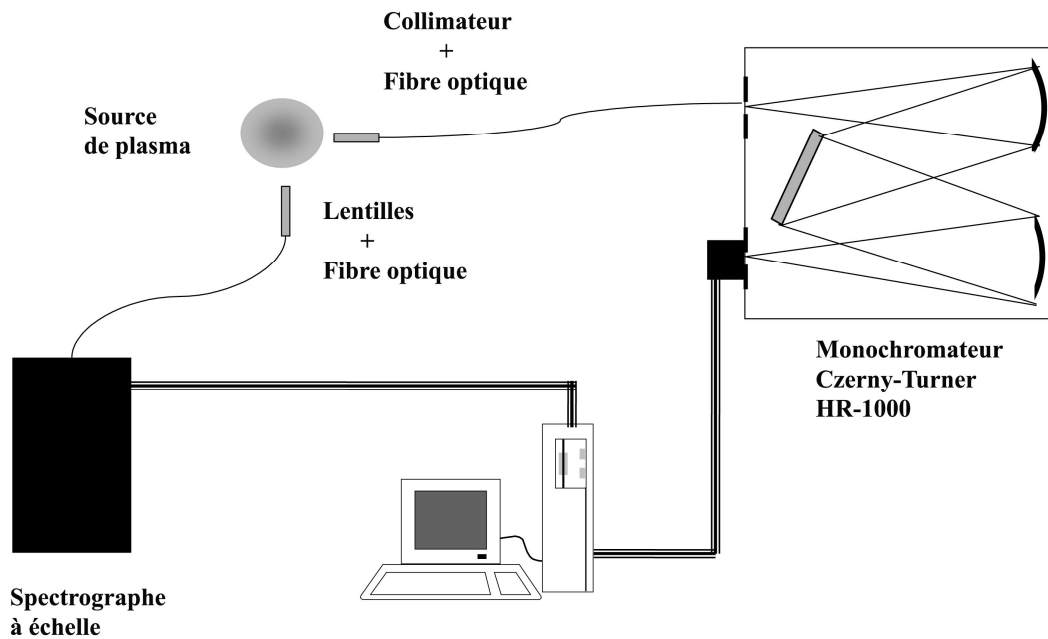 Collimateur
+
Fibre optique
Source
de plasma
Lentilles
+
Fibre optique
Monochromateur
Czerny-Turner
HR-1000
Spectrographe
à échelle